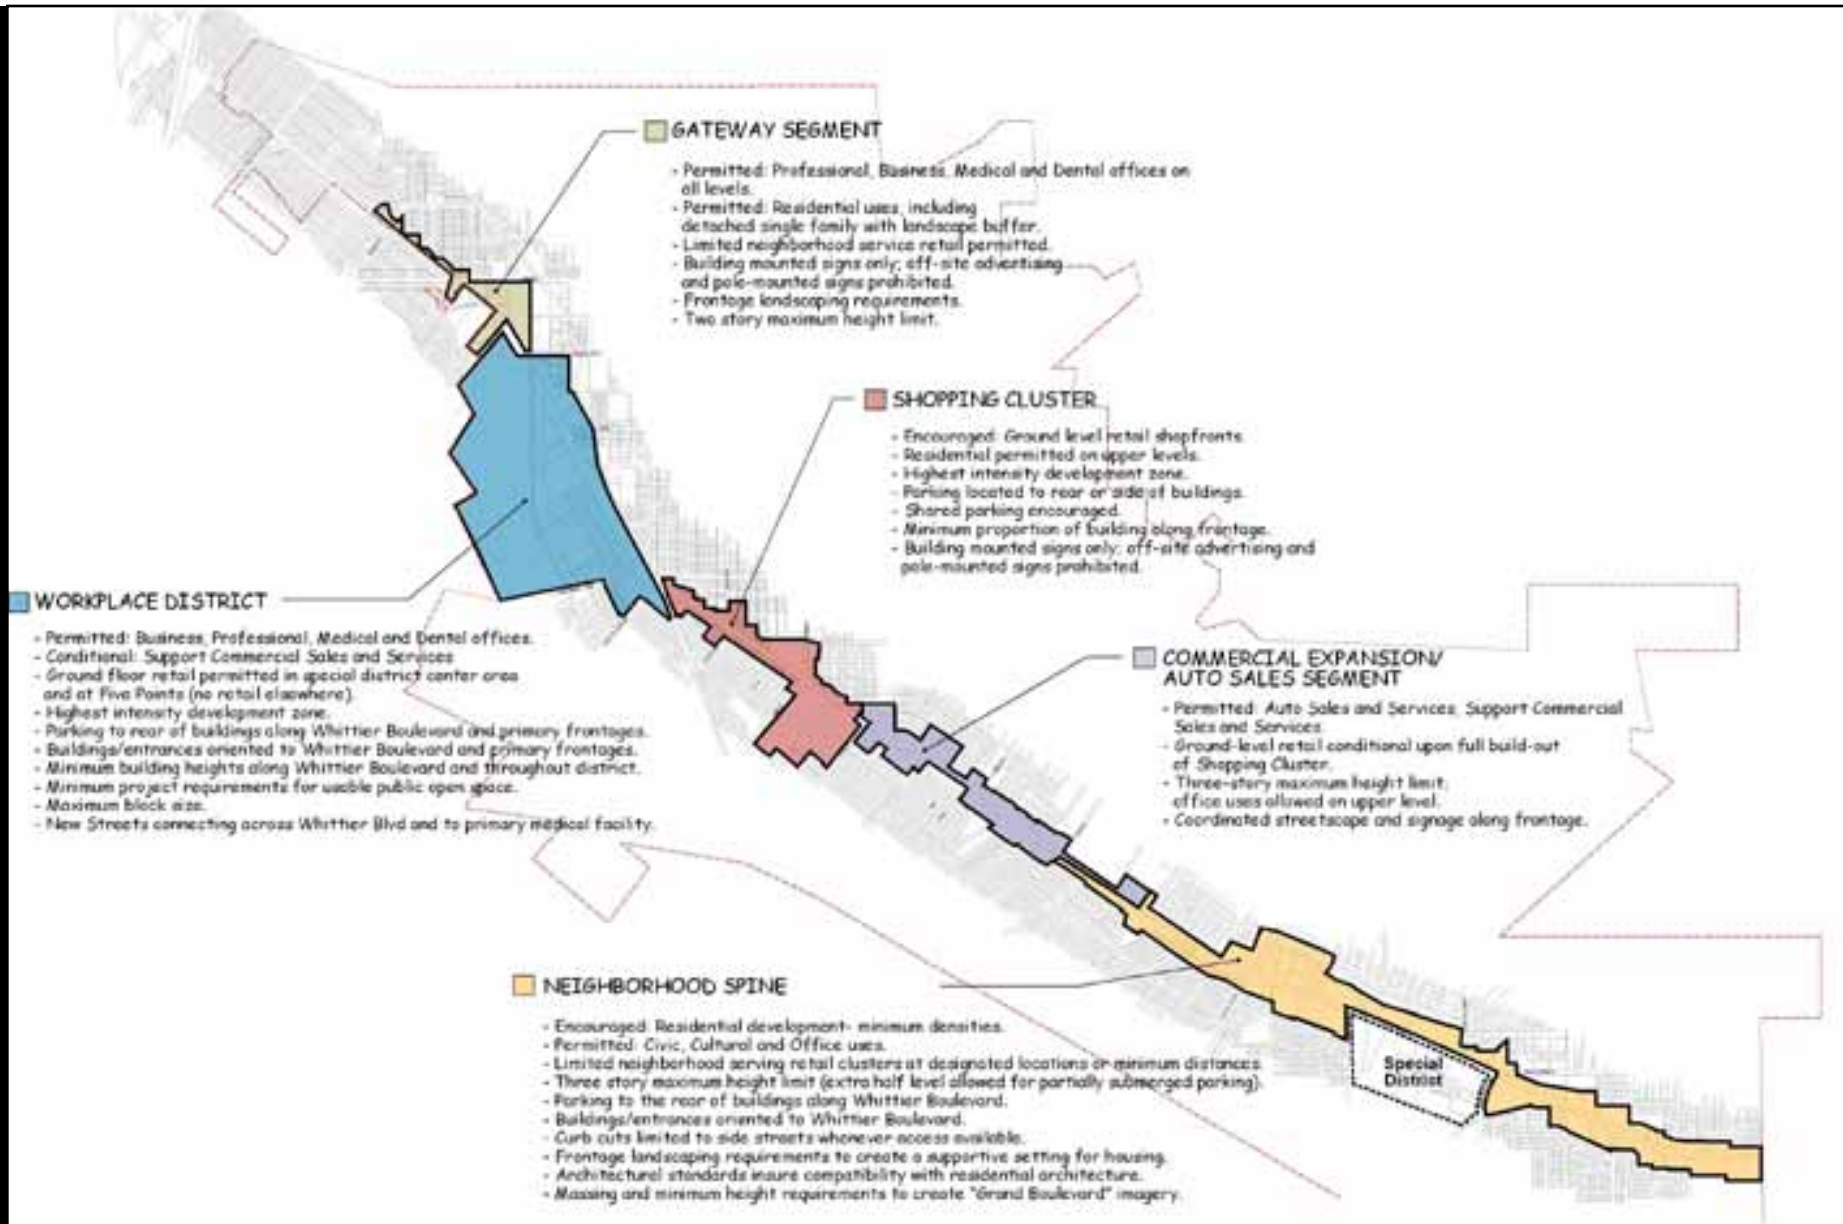 GATEWAY SEGMENT
- Permitted: Professional, Business, Medical and Dental offices on
all levels.
- Permitted: Residential uses, including
detached single family with landscape buffer.
- Limited neighborhood service retail permitted.
- Building mounted signs only; off-site advertising
and pole-mounted signs prohibited.
- Frontage landscaping requirements.
- Two story maximum height limit.
SHOPPING CLUSTER
- Encouraged: Ground level retail shopfronts.
- Residential permitted on upper levels.
- Highest intensity development zone.
- Parking located to rear or side of buildings.
- Shared parking encouraged.
- Minimum proportion of building along frontage.
- Building mounted signs only; off-site advertising and
pole-mounted signs prohibited.
WORKPLACE DISTRICT
- Permitted: Business, Professional, Medical and Dental offices.
- Conditional: Support Commercial Sales and Services
- Ground floor retail permitted in special district center area
and at Five Points (no retail elsewhere).
- Highest intensity development zone.
- Parking to rear of buildings along Whittier Boulevard and primary frontages.
- Buildings/entrances oriented to Whittier Boulevard and primary frontages.
- Minimum building heights along Whittier Boulevard and throughout district.
- Minimum project requirements for usable public open space.
- Maximum block size.
- New Streets connecting across Whittier Blvd and to primary medical facility.
COMMERCIAL EXPANSION/
AUTO SALES SEGMENT
- Permitted: Auto Sales and Services, Support Commercial
Sales and Services.
- Ground-level retail conditional upon full build-out
of Shopping Cluster.
- Three-story maximum height limit;
office uses allowed on upper level.
- Coordinated streetscape and signage along frontage.
NEIGHBORHOOD SPINE
- Encouraged: Residential development- minimum densities.
- Permitted: Civic, Cultural and Office uses.
- Limited neighborhood serving retail clusters at designated locations or minimum distances.
- Three story maximum height limit (extra half level allowed for partially submerged parking).
- Parking to the rear of buildings along Whittier Boulevard.
- Buildings/entrances oriented to Whittier Boulevard.
- Curb cuts limited to side streets whenever access available.
- Frontage landscaping requirements to create a supportive setting for housing.
- Architectural standards insure compatibility with residential architecture.
- Massing and minimum height requirements to create "Grand Boulevard" imagery.
Special
District